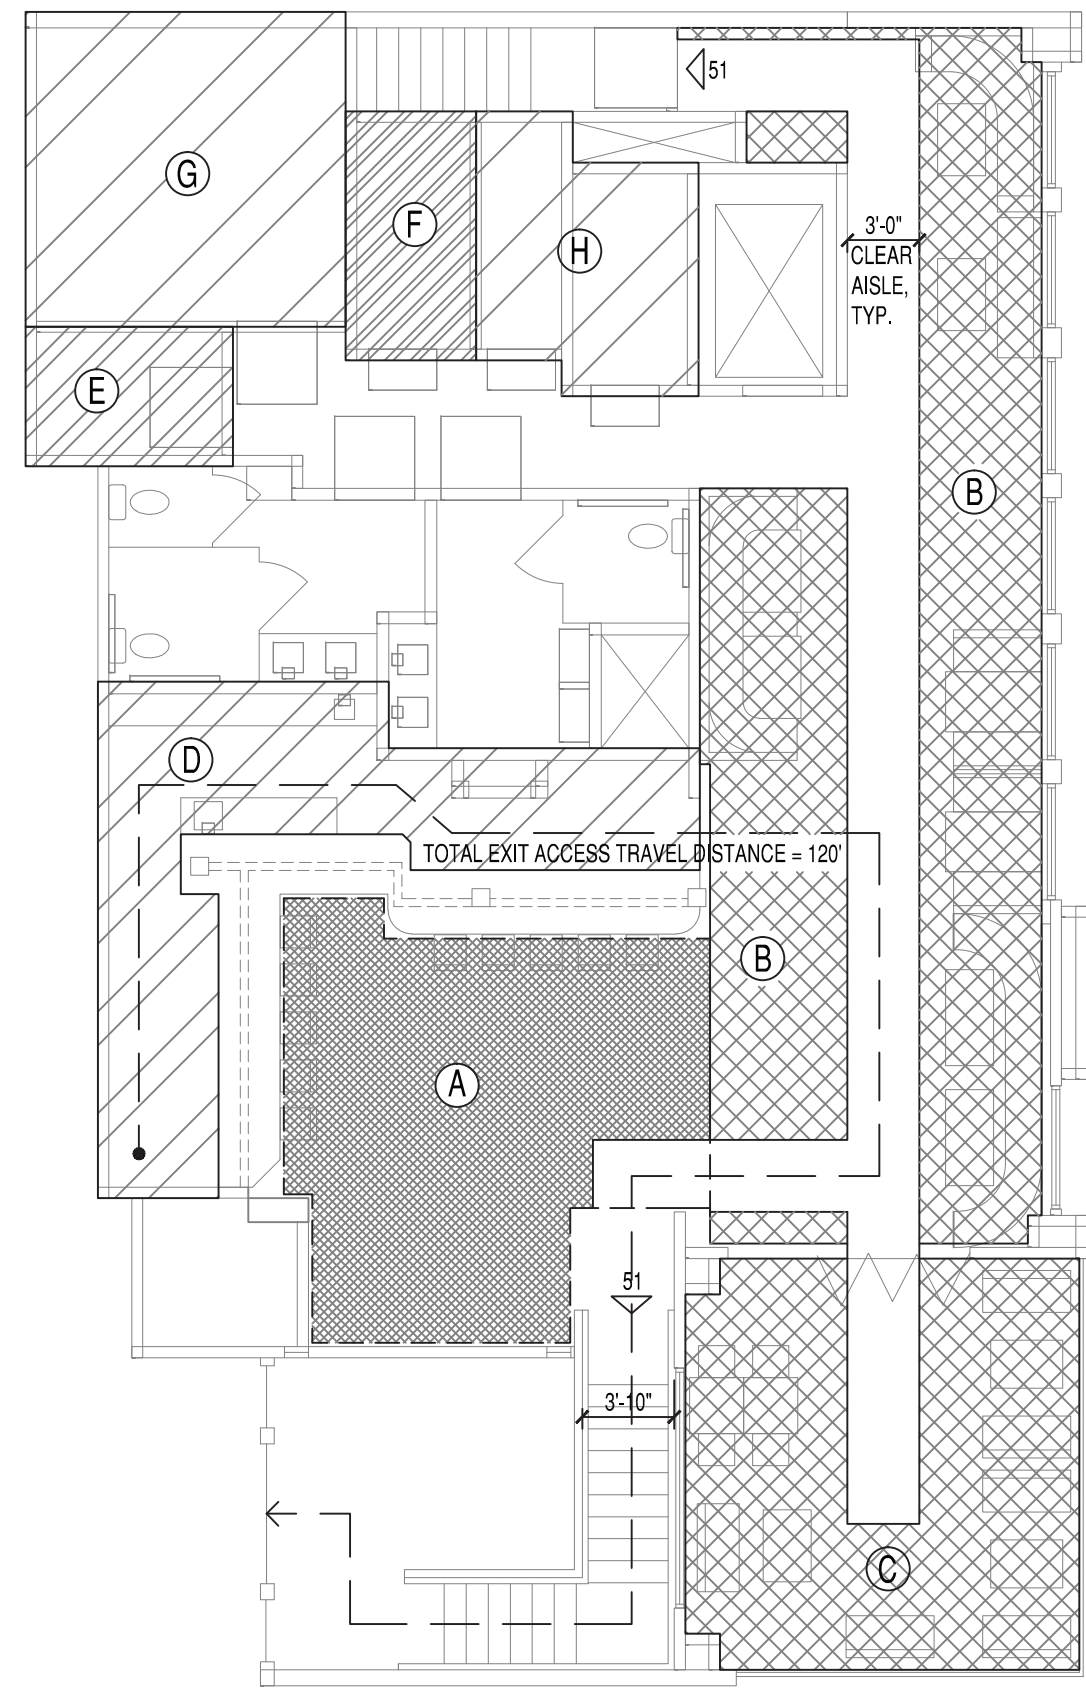 51
G
F
H
3'-0"
CLEAR
AISLE,
TYP.
E
B
D
TOTAL EXIT ACCESS TRAVEL DISTANCE = 120'
B
A
51
3'-10"
C